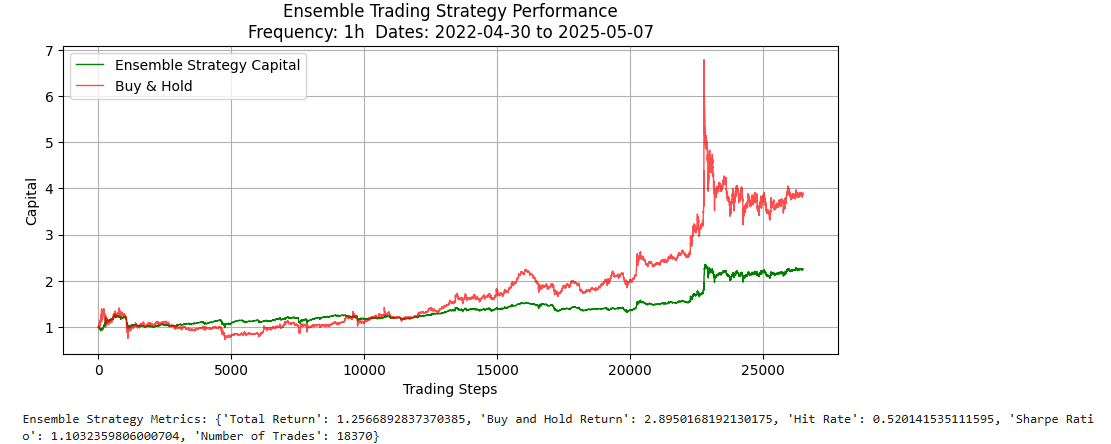 Ensemble Trading Strategy Performance
Frequency: 1h  Dates: 2022-04-30 to 2025-05-07
Ensemble Strategy Capital
Buy & Hold
7
6
5
4
3
2
1
Capital
0
5000
10000
15000
20000
25000
Trading Steps
Ensemble Strategy Metrics: {'Total Return': 1.2566892837370385, 'Buy and Hold Return': 2.8950168192130175, 'Hit Rate': 0.520141535111595, 'Sharpe Rati
o': 1.1032359806000704, 'Number of Trades': 18370}